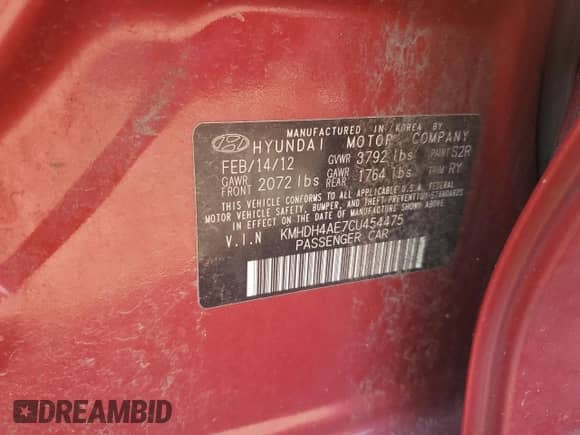 MANUFACTURED IN KOREA BY
HYUNDAI MOTOR COMPANY
FEB/14/12 GVWR 3792 lbs PAINT S2R
GAWR FRONT 2072 lbs GAWR REAR 1764 lbs TRIM RY
THIS VEHICLE CONFORMS TO ALL APPLICABLE U.S.A FEDERAL
MOTOR VEHICLE SAFETY, BUMPER, AND THEFT PREVENTION STANDARDS
IN EFFECT ON THE DATE OF MANUFACTURE SHOWN ABOVE.
V.I.N KMHDH4AE7CU454475
PASSENGER CAR
DREAMBID